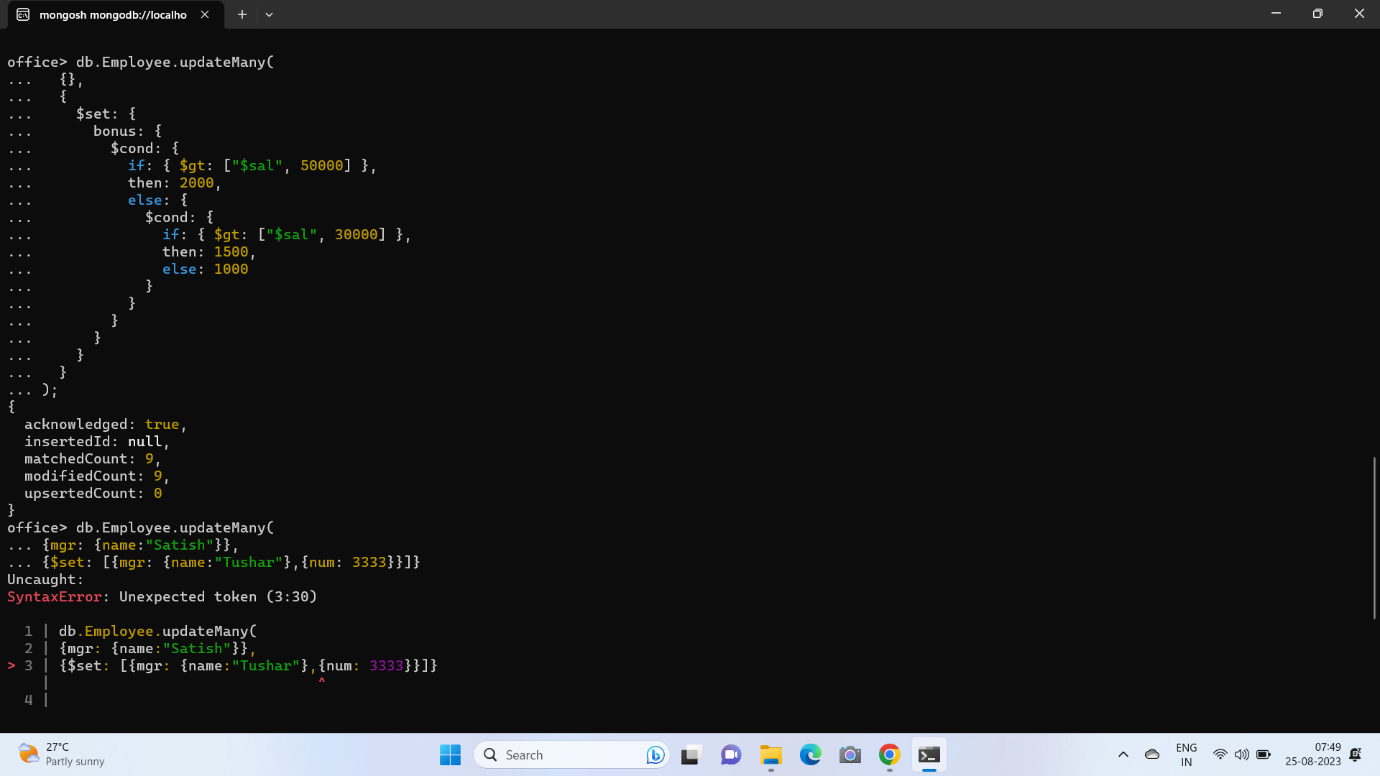 mongosh mongodb://localho
office> db.Employee.updateMany(
...   {},
...   {
...     $set: {
...       bonus: {
...         $cond: {
...           if: { $gt: ["$sal", 50000] },
...           then: 2000,
...           else: {
...             $cond: {
...               if: { $gt: ["$sal", 30000] },
...               then: 1500,
...               else: 1000
...             }
...           }
...         }
...       }
...     }
...   }
... );
{
  acknowledged: true,
  insertedId: null,
  matchedCount: 9,
  modifiedCount: 9,
  upsertedCount: 0
}
office> db.Employee.updateMany(
... {mgr: {name:"Satish"}},
... {$set: [{mgr: {name:"Tushar"},{num: 3333}}]}
Uncaught:
SyntaxError: Unexpected token (3:30)
  1 | db.Employee.updateMany(
  2 | {mgr: {name:"Satish"}},
> 3 | {$set: [{mgr: {name:"Tushar"},{num: 3333}}]}
    |                               ^
  4 |
27°C
Partly sunny
Search
ENG
IN
07:49
25-08-2023